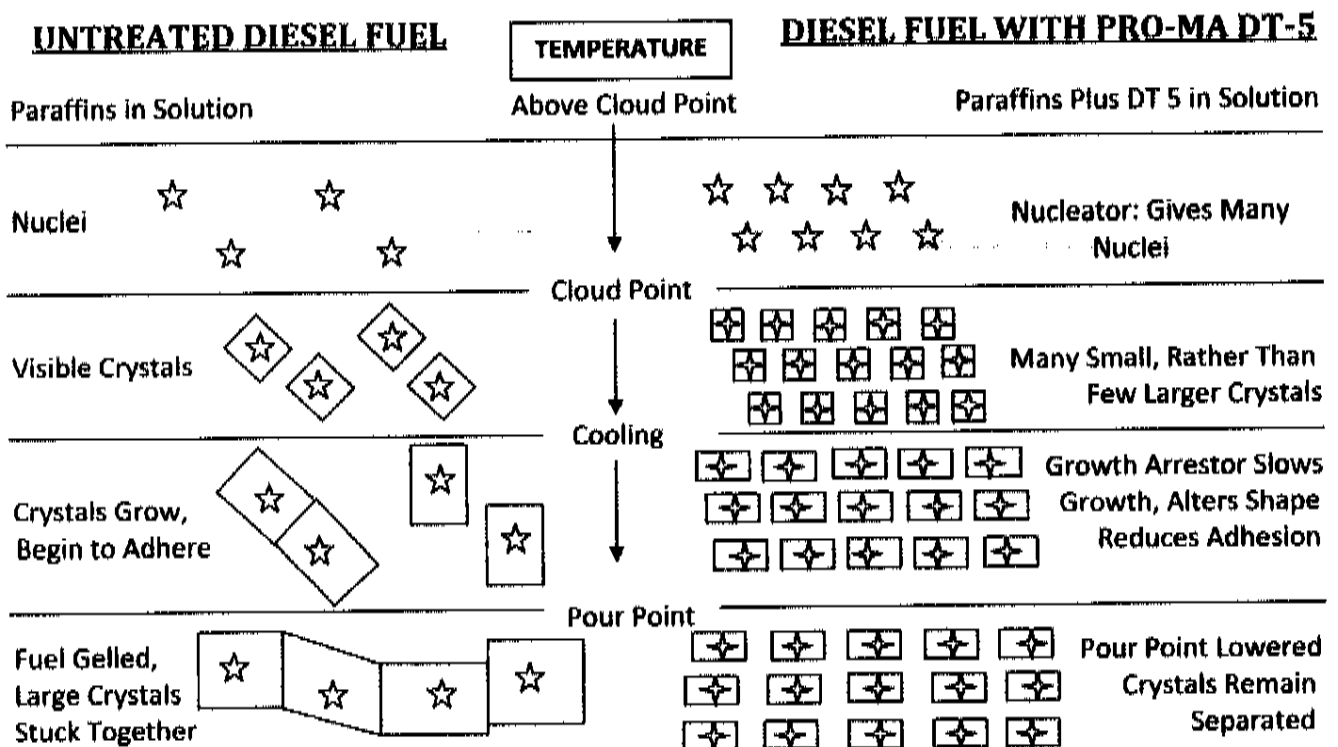 UNTREATED DIESEL FUEL
TEMPERATURE
DIESEL FUEL WITH PRO-MA DT-5
Paraffins in Solution
Above Cloud Point
Paraffins Plus DT 5 in Solution
Nuclei
Nucleator: Gives Many
Nuclei
Cloud Point
Visible Crystals
Many Small, Rather Than
Few Larger Crystals
Cooling
Crystals Grow,
Begin to Adhere
Growth Arrestor Slows
Growth, Alters Shape
Reduces Adhesion
Pour Point
Fuel Gelled,
Large Crystals
Stuck Together
Pour Point Lowered
Crystals Remain
Separated